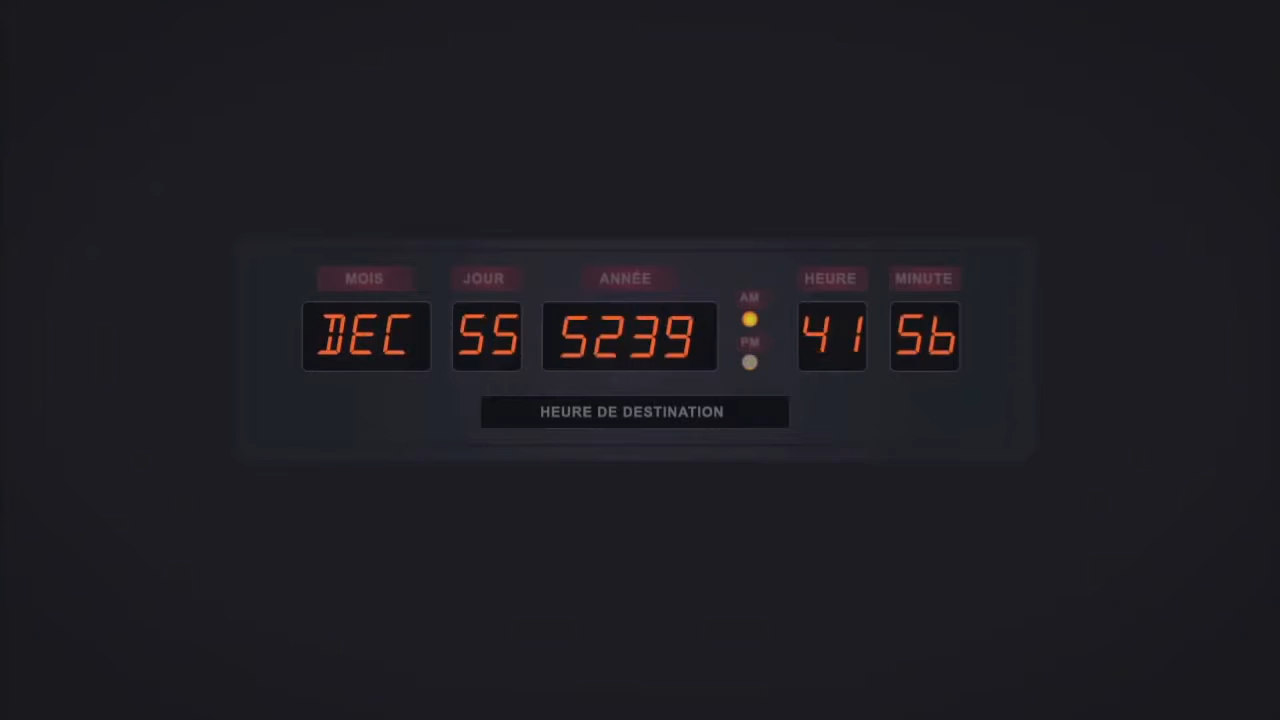 MOIS JOUR ANNÉE HEURE MINUTE
AM
DEC 55 5239 41 56
PM
HEURE DE DESTINATION